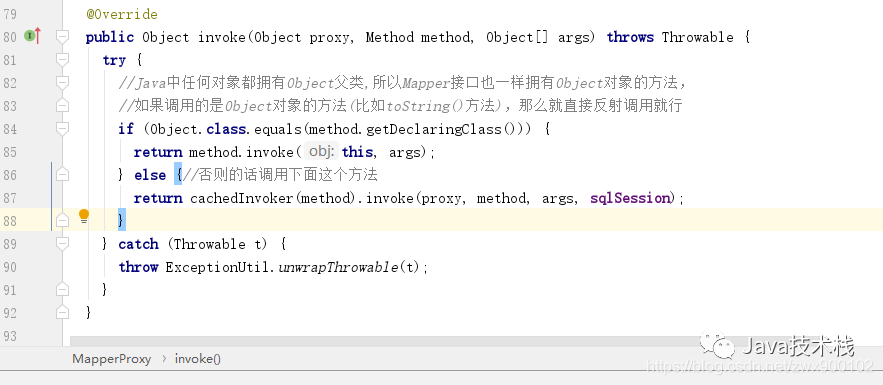 79 @Override
80 public Object invoke(Object proxy, Method method, Object[] args) throws Throwable {
81 try {
82 //Java中任何对象都拥有Object父类,所以Mapper接口也一样拥有Object对象的方法，
83 //如果调用的是Object对象的方法(比如toString()方法)，那么就直接反射调用就行
84 if (Object.class.equals(method.getDeclaringClass())) {
85 return method.invoke( obj: this, args);
86 } else {//否则的话调用下面这个方法
87 return cachedInvoker(method).invoke(proxy, method, args, sqlSession);
88 }
89 } catch (Throwable t) {
90 throw ExceptionUtil.unwrapThrowable(t);
91 }
92 }
93
MapperProxy › invoke()
Java技术栈
https://blog.csdn.net/zwx900102